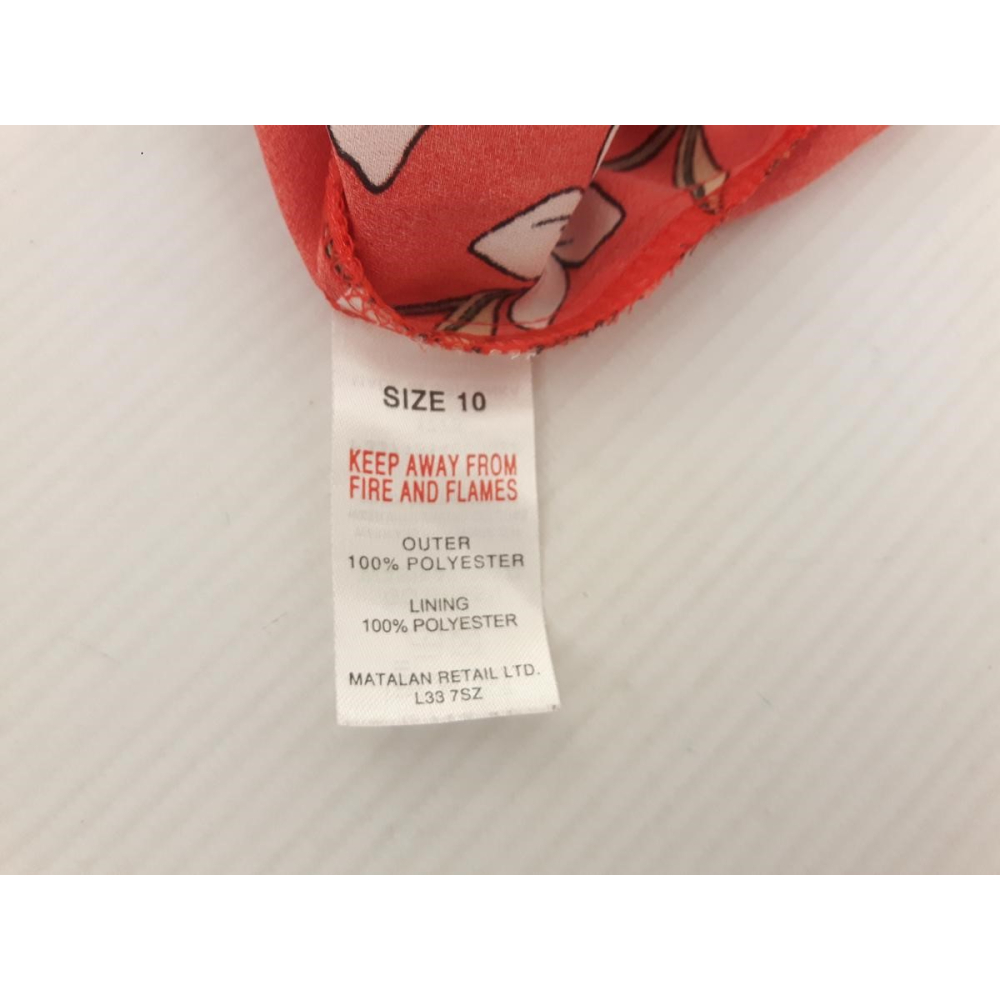 SIZE 10
KEEP AWAY FROM
FIRE AND FLAMES
OUTER
100% POLYESTER
LINING
100% POLYESTER
MATALAN RETAIL LTD.
L33 7SZ